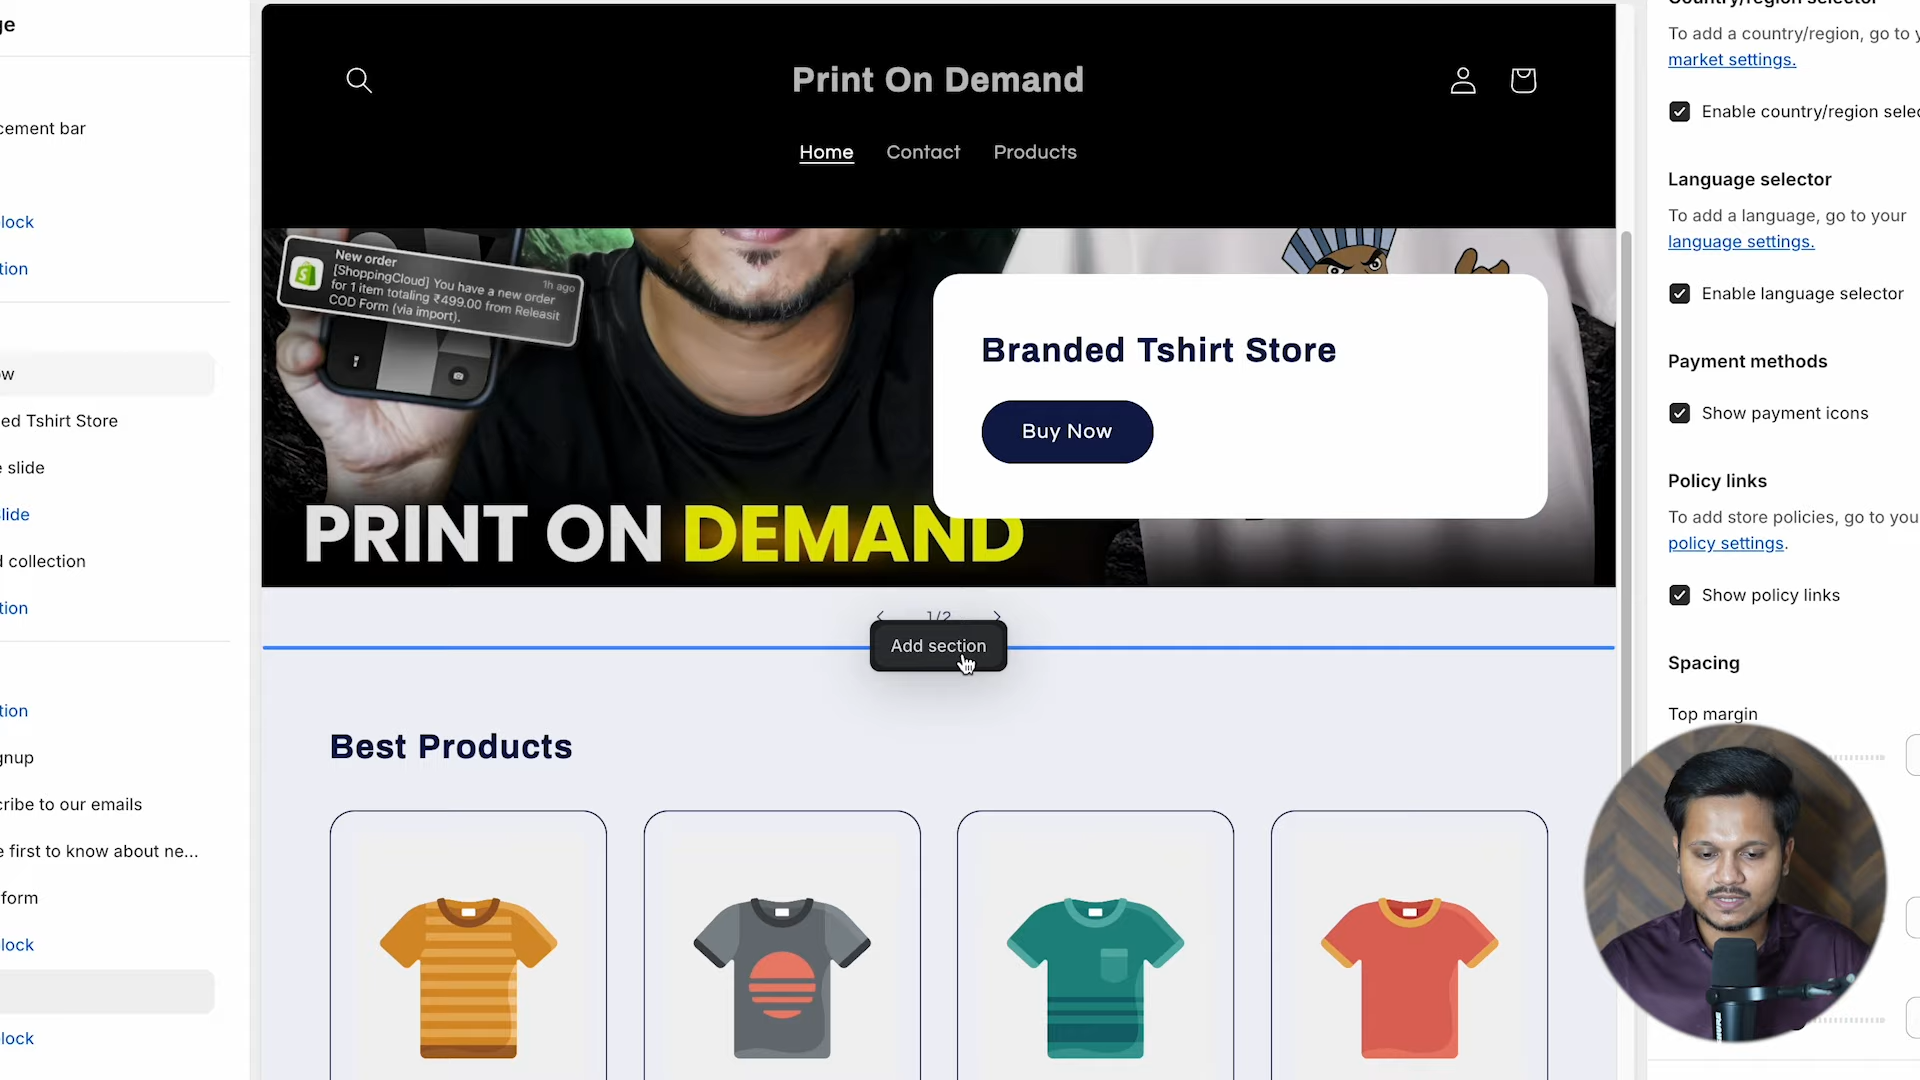 ge
cement bar
lock
tion
ow
ed Tshirt Store
e slide
slide
d collection
tion
tion
gnup
cribe to our emails
e first to know about ne...
form
lock
lock
Print On Demand
Home Contact Products
New order
1h ago
[ShoppingCloud] You have a new order
for 1 item totaling ₹499.00 from Releasit
COD Form (via import).
Branded Tshirt Store
Buy Now
PRINT ON DEMAND
1/2
Add section
Best Products
Country/region selector
To add a country/region, go to y
market settings.
Enable country/region selec
Language selector
To add a language, go to your
language settings.
Enable language selector
Payment methods
Show payment icons
Policy links
To add store policies, go to you
policy settings.
Show policy links
Spacing
Top margin